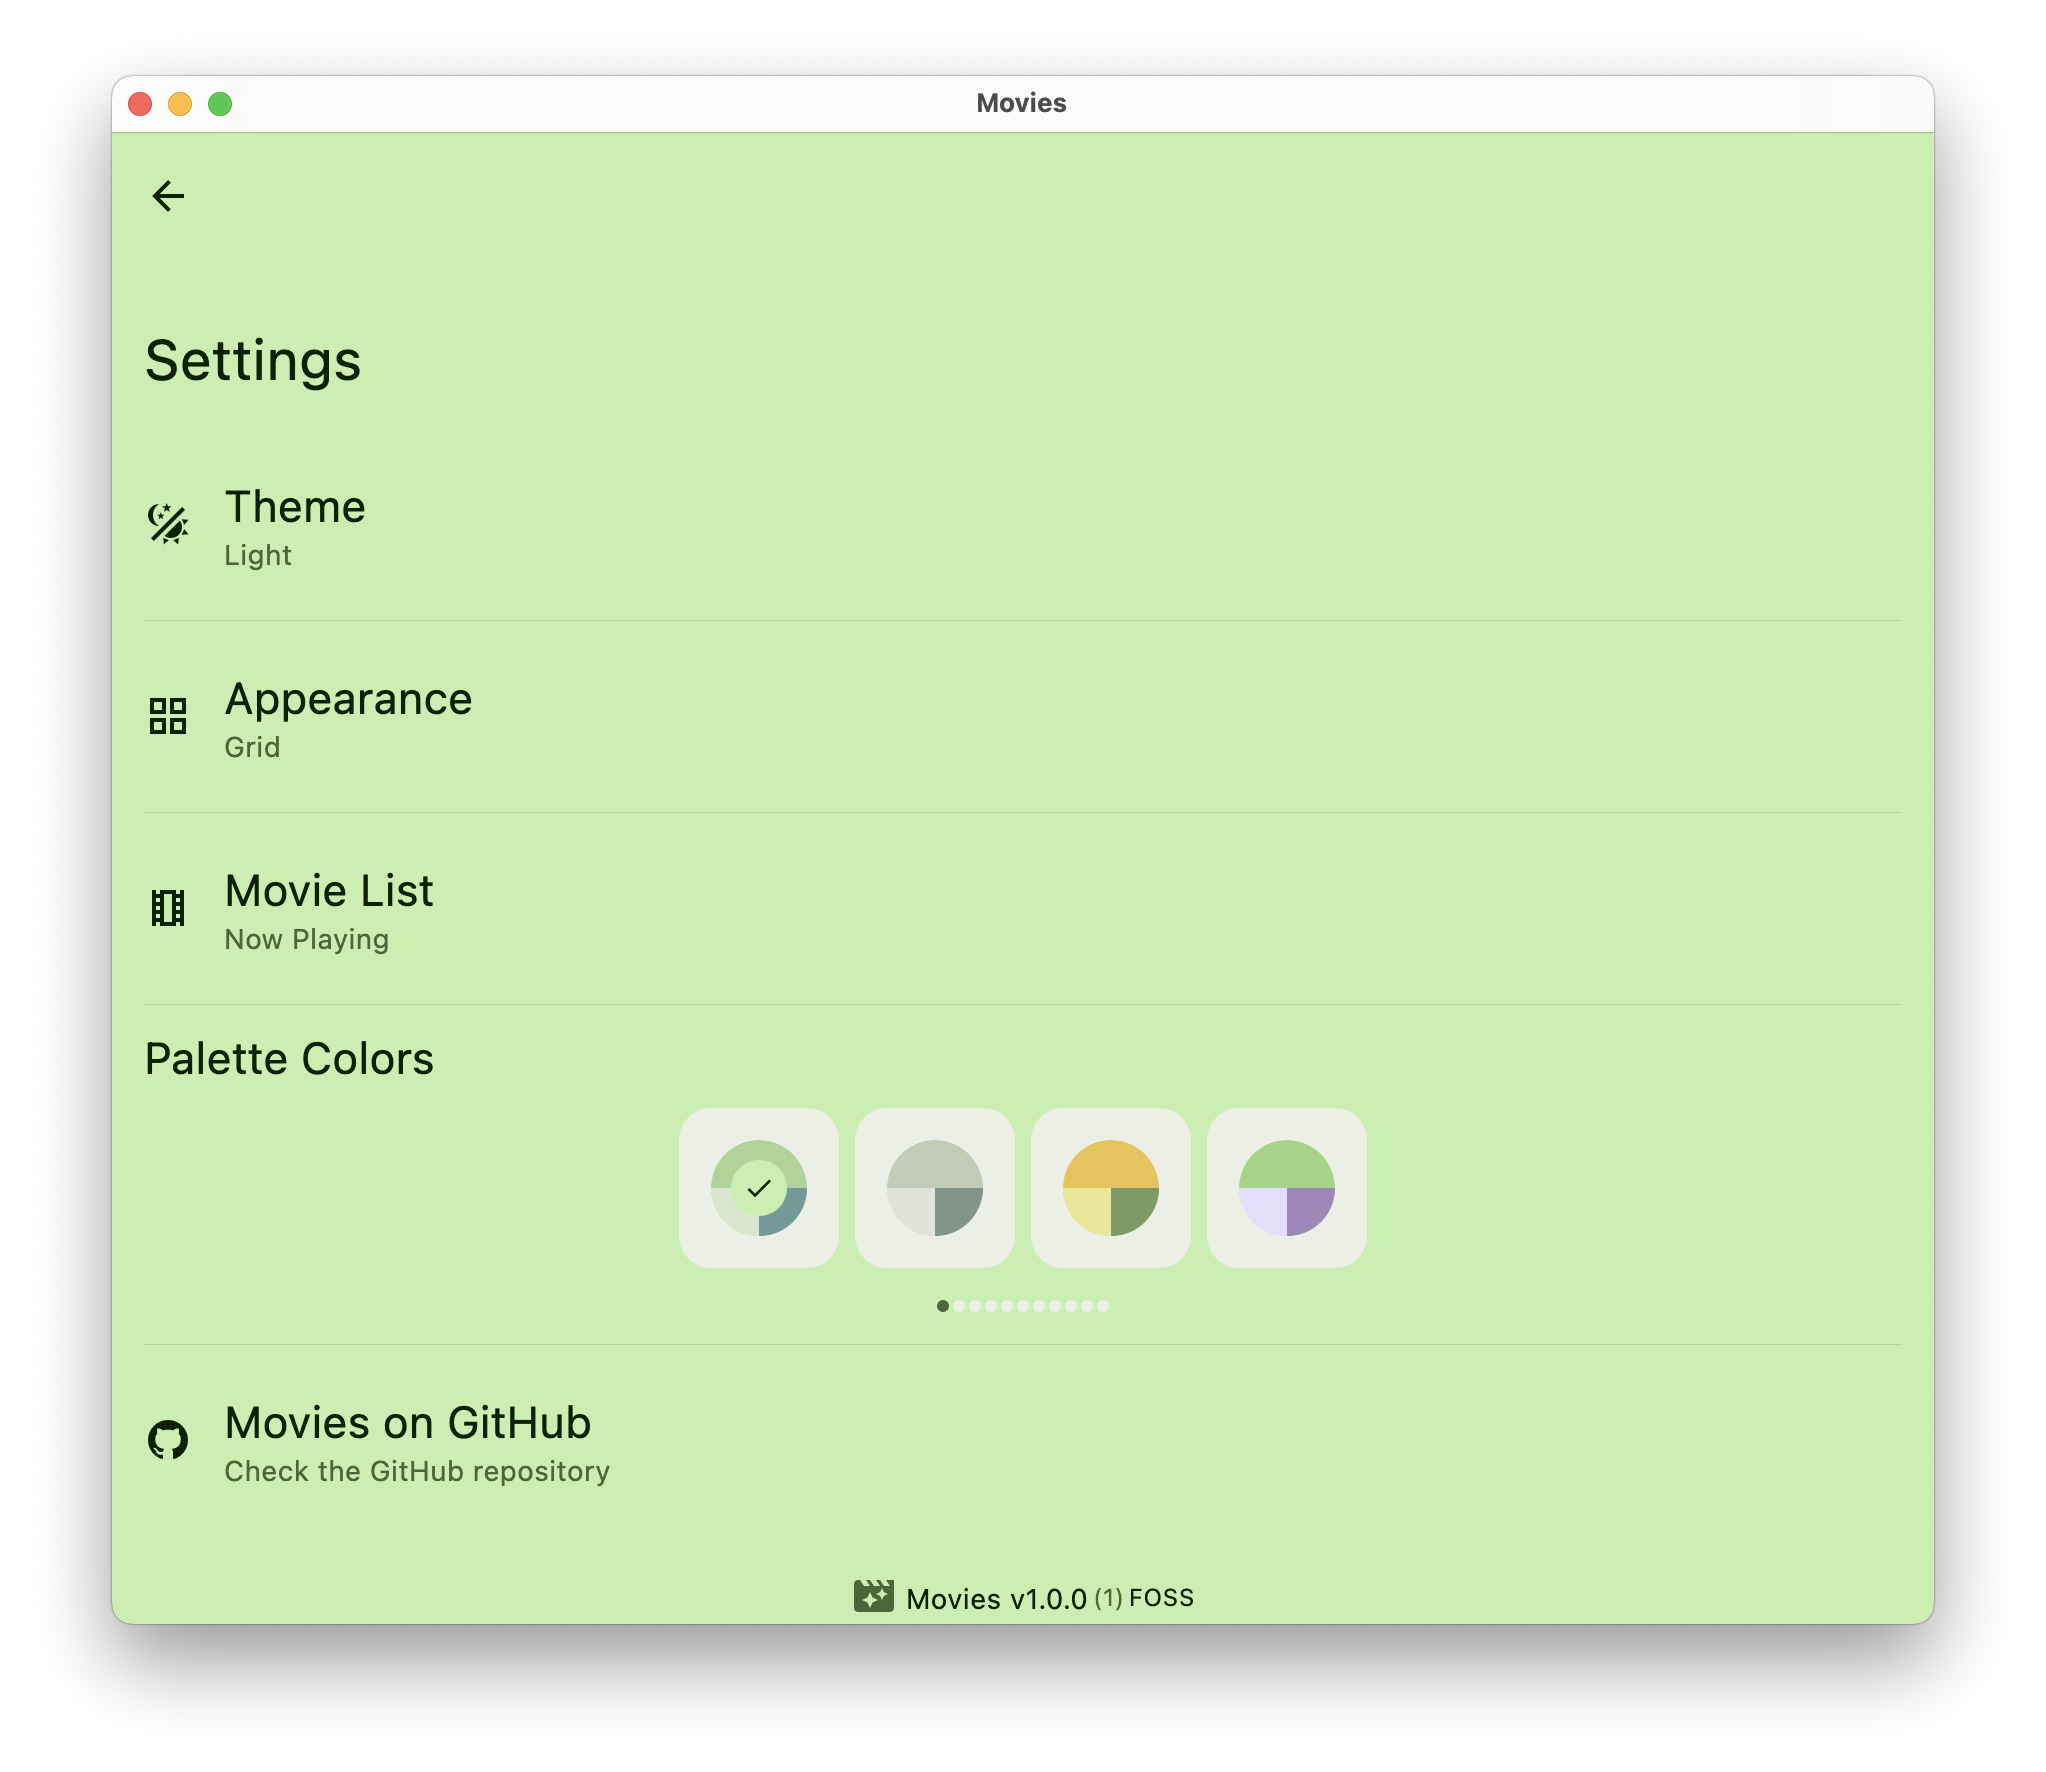 Movies
Settings
Theme
Light
Appearance
Grid
Movie List
Now Playing
Palette Colors
Movies on GitHub
Check the GitHub repository
Movies v1.0.0 (1) FOSS